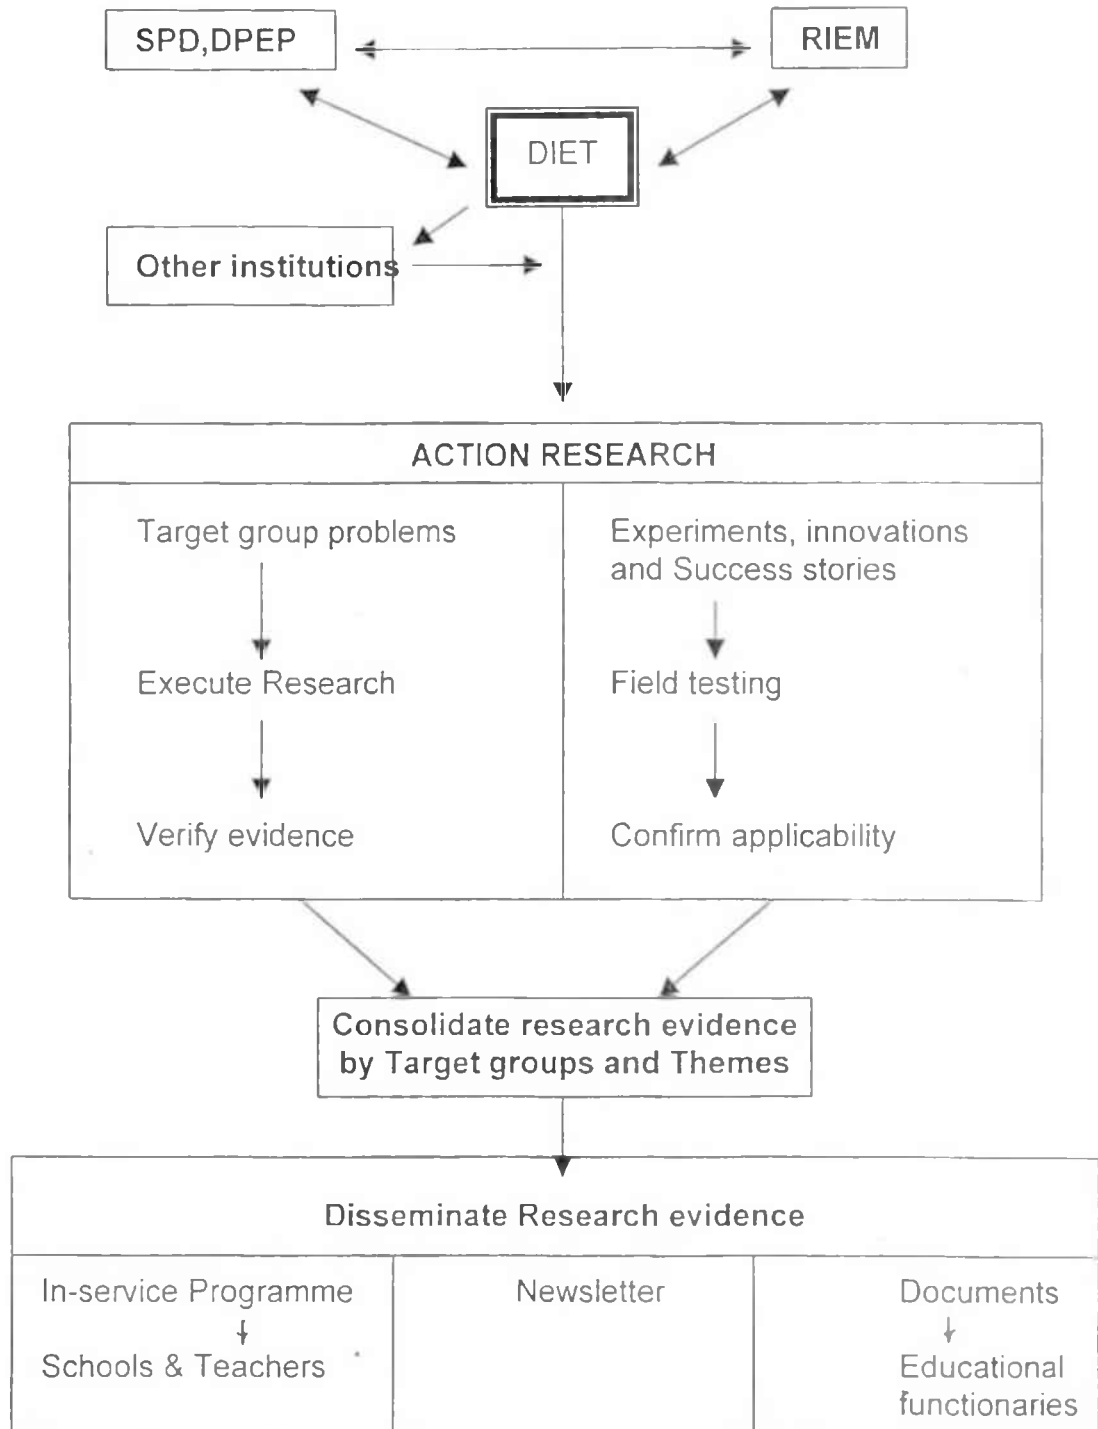 SPD,DPEP
RIEM
DIET
Other institutions
ACTION RESEARCH
Target group problems
Execute Research
Verify evidence
Experiments, innovations
and Success stories
Field testing
Confirm applicability
Consolidate research evidence
by Target groups and Themes
Disseminate Research evidence
In-service Programme
Schools & Teachers
Newsletter
Documents
Educational
functionaries